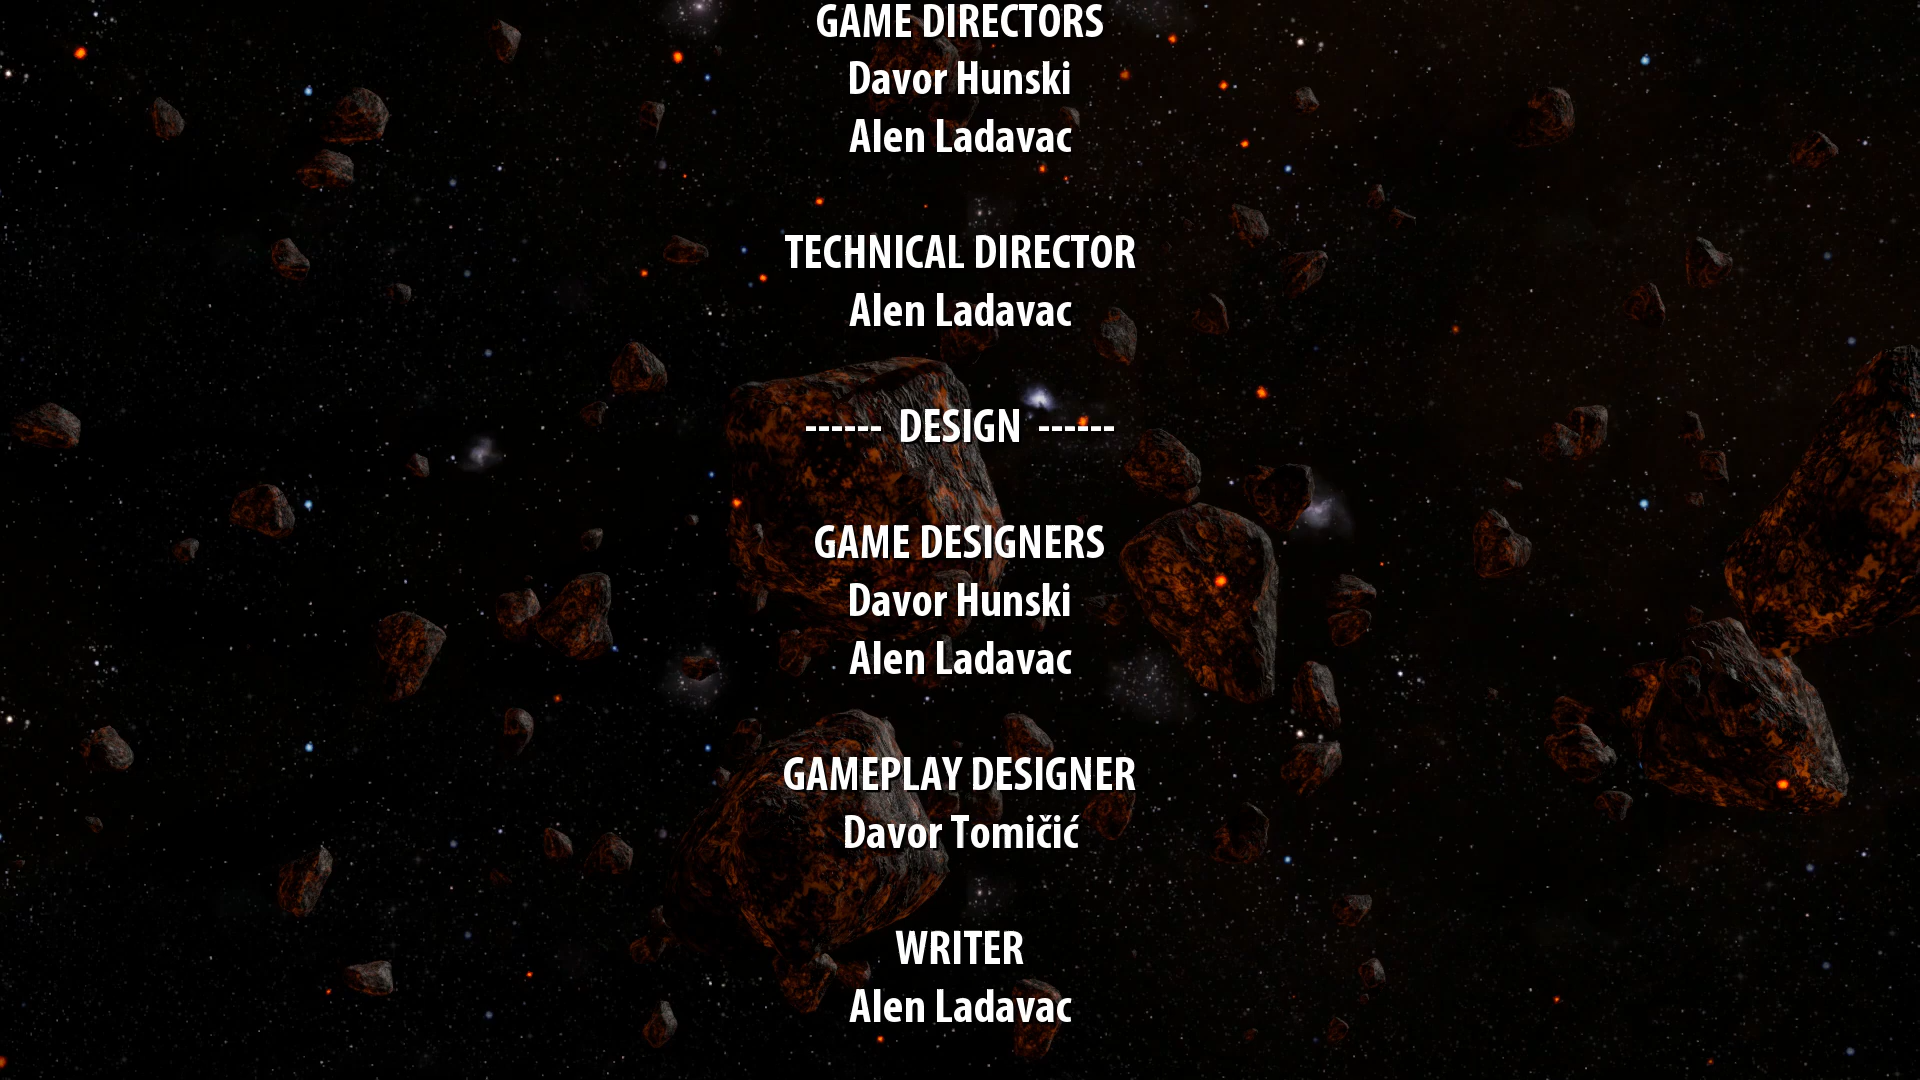 GAME DIRECTORS
Davor Hunski
Alen Ladavac
TECHNICAL DIRECTOR
Alen Ladavac
------ DESIGN ------
GAME DESIGNERS
Davor Hunski
Alen Ladavac
GAMEPLAY DESIGNER
Davor Tomičić
WRITER
Alen Ladavac